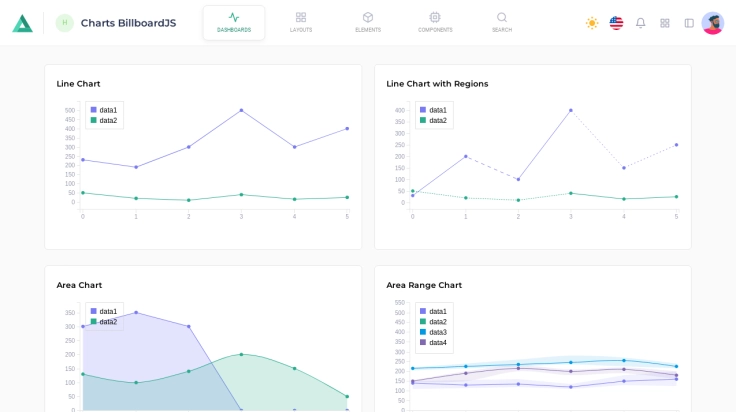 H
Charts BillboardJS
DASHBOARDS
LAYOUTS
ELEMENTS
COMPONENTS
SEARCH
Line Chart
data1
data2
500
450
400
350
300
250
200
150
100
50
0
0 1 2 3 4 5
Line Chart with Regions
data1
data2
400
350
300
250
200
150
100
50
0
0 1 2 3 4 5
Area Chart
data1
data2
350
300
250
200
150
100
50
0
Area Range Chart
data1
data2
data3
data4
550
500
450
400
350
300
250
200
150
100
50
0